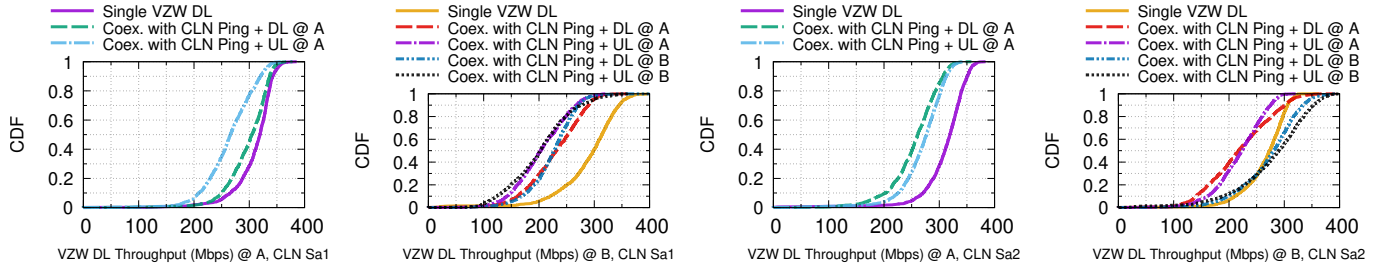 Single VZW DL
Coex. with CLN Ping + DL @ A
Coex. with CLN Ping + UL @ A
1
0.8
0.6
0.4
0.2
0
CDF
0 100 200 300 400
VZW DL Throughput (Mbps) @ A, CLN Sa1
Single VZW DL
Coex. with CLN Ping + DL @ A
Coex. with CLN Ping + UL @ A
Coex. with CLN Ping + DL @ B
Coex. with CLN Ping + UL @ B
1
0.8
0.6
0.4
0.2
0
CDF
0 100 200 300 400
VZW DL Throughput (Mbps) @ B, CLN Sa1
Single VZW DL
Coex. with CLN Ping + DL @ A
Coex. with CLN Ping + UL @ A
1
0.8
0.6
0.4
0.2
0
CDF
0 100 200 300 400
VZW DL Throughput (Mbps) @ A, CLN Sa2
Single VZW DL
Coex. with CLN Ping + DL @ A
Coex. with CLN Ping + UL @ A
Coex. with CLN Ping + DL @ B
Coex. with CLN Ping + UL @ B
1
0.8
0.6
0.4
0.2
0
CDF
0 100 200 300 400
VZW DL Throughput (Mbps) @ B, CLN Sa2